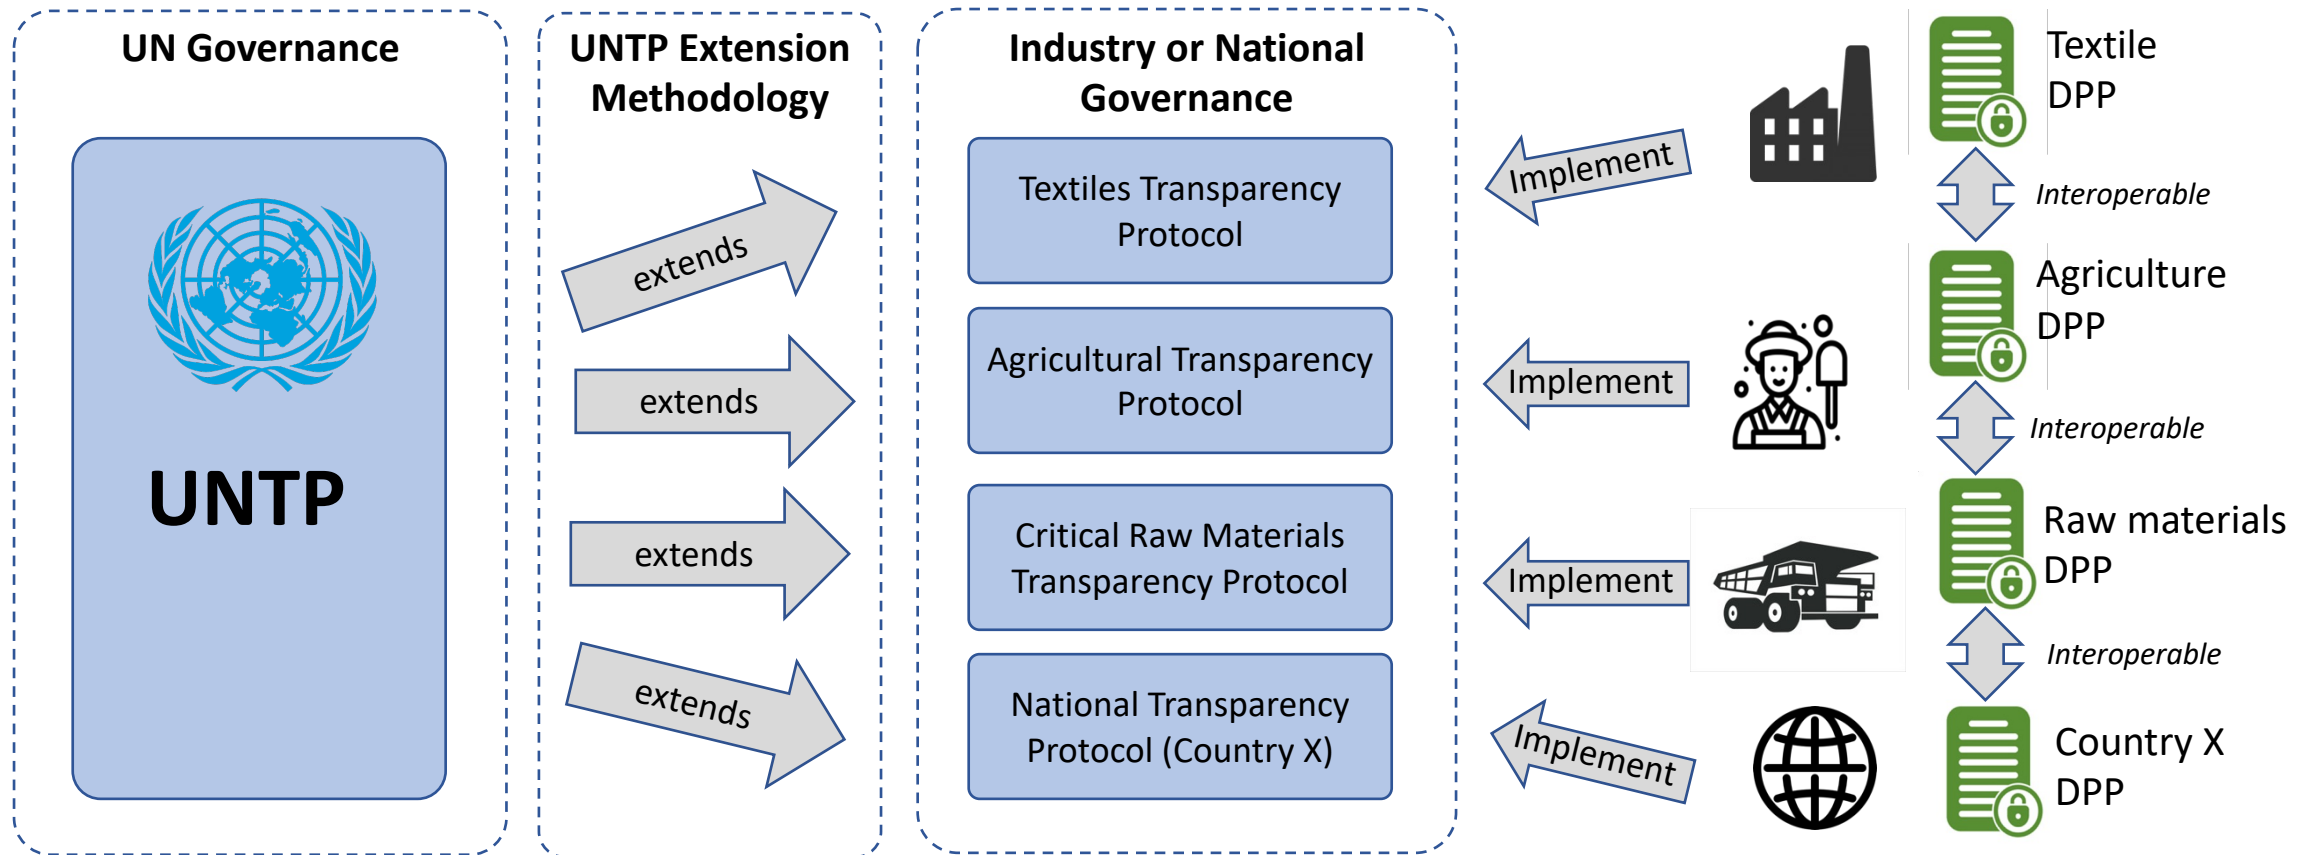 UN Governance
UNTP
UNTP Extension
Methodology
extends
extends
extends
extends
Industry or National
Governance
Textiles Transparency
Protocol
Agricultural Transparency
Protocol
Critical Raw Materials
Transparency Protocol
National Transparency
Protocol (Country X)
Implement
Implement
Implement
Implement
Textile
DPP
Interoperable
Agriculture
DPP
Interoperable
Raw materials
DPP
Interoperable
Country X
DPP